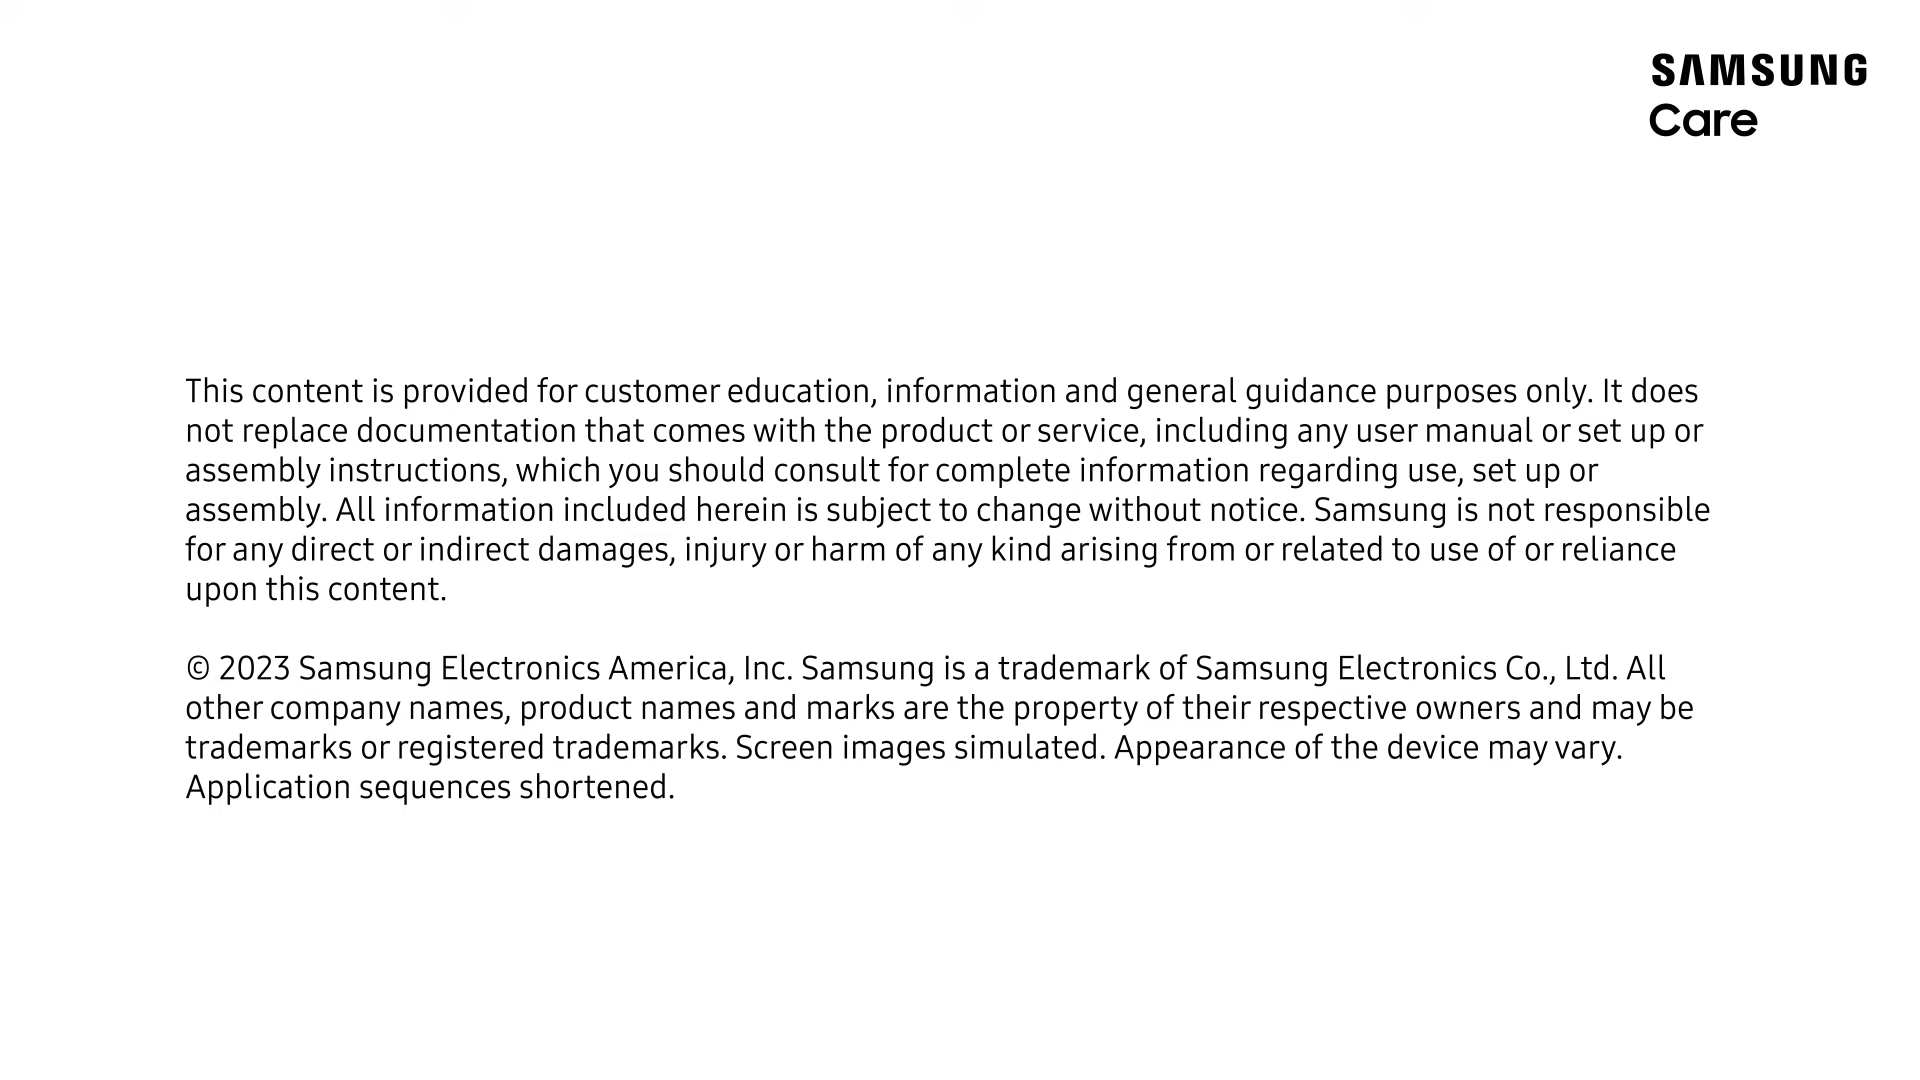 SAMSUNG
Care
This content is provided for customer education, information and general guidance purposes only. It does
not replace documentation that comes with the product or service, including any user manual or set up or
assembly instructions, which you should consult for complete information regarding use, set up or
assembly. All information included herein is subject to change without notice. Samsung is not responsible
for any direct or indirect damages, injury or harm of any kind arising from or related to use of or reliance
upon this content.
© 2023 Samsung Electronics America, Inc. Samsung is a trademark of Samsung Electronics Co., Ltd. All
other company names, product names and marks are the property of their respective owners and may be
trademarks or registered trademarks. Screen images simulated. Appearance of the device may vary.
Application sequences shortened.